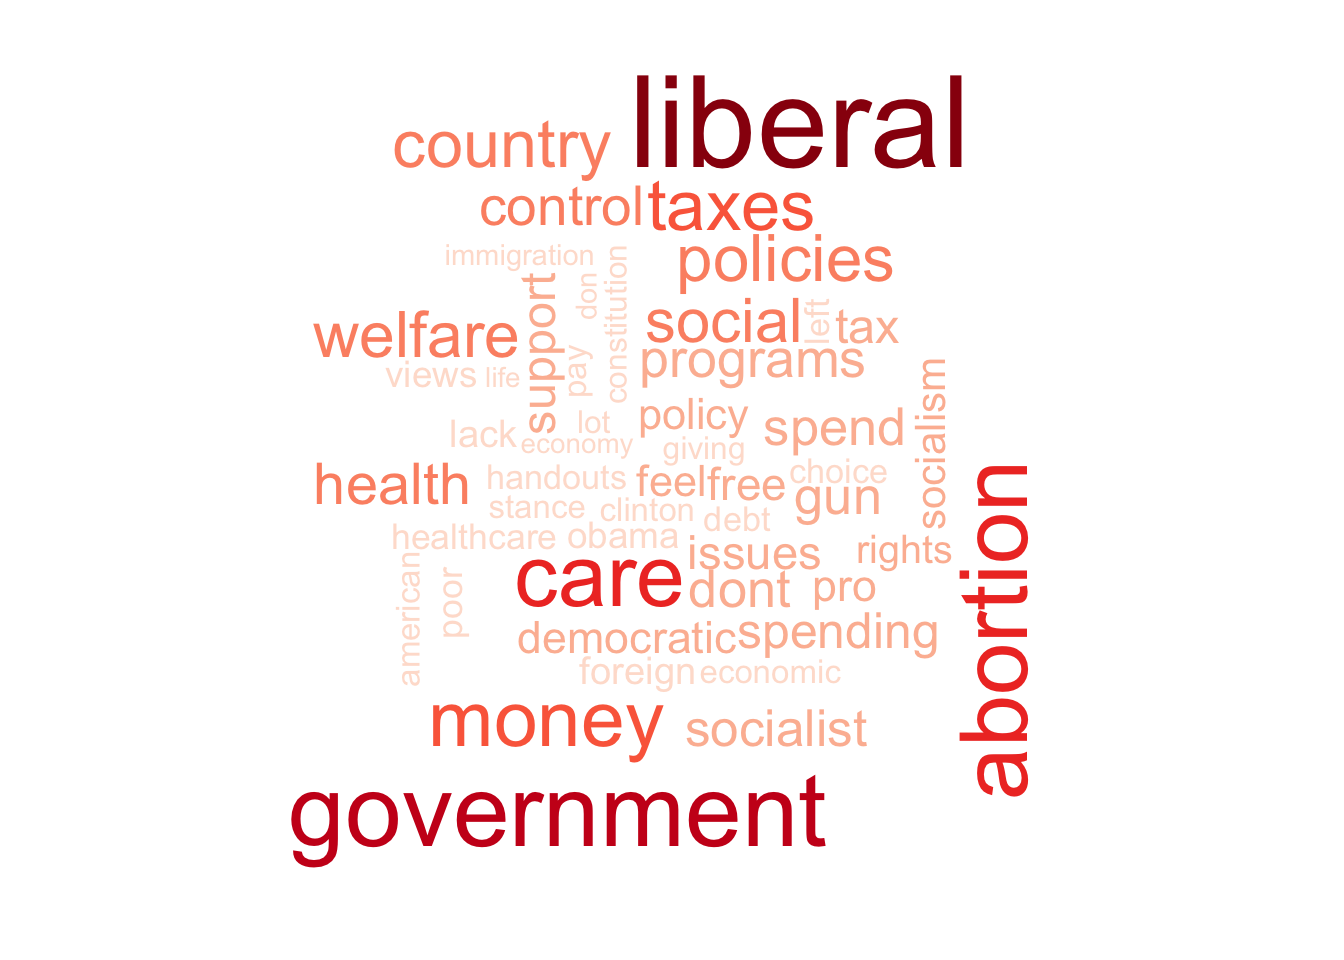 liberal
country
control
taxes
immigration
policies
support
don
constitution
welfare
social
left
tax
views
life
pay
programs
socialism
lack
lot
policy
spend
economy
giving
health
handouts
feel
free
choice
gun
stance
clinton
debt
abortion
healthcare
obama
issues
rights
american
poor
care
dont
pro
democratic
spending
foreign
economic
money
socialist
government